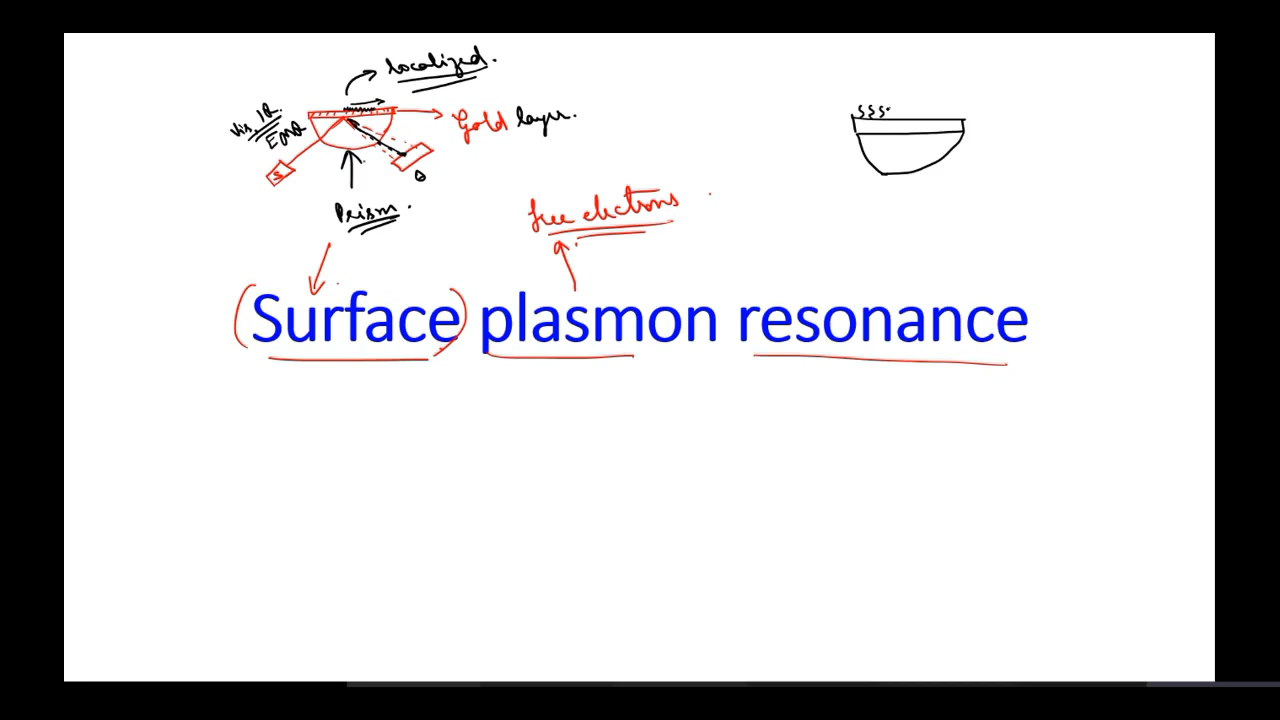 localized.
Vis, IR.
EMR
Gold layer.
S
D
Prism.
free electrons
(Surface) plasmon resonance